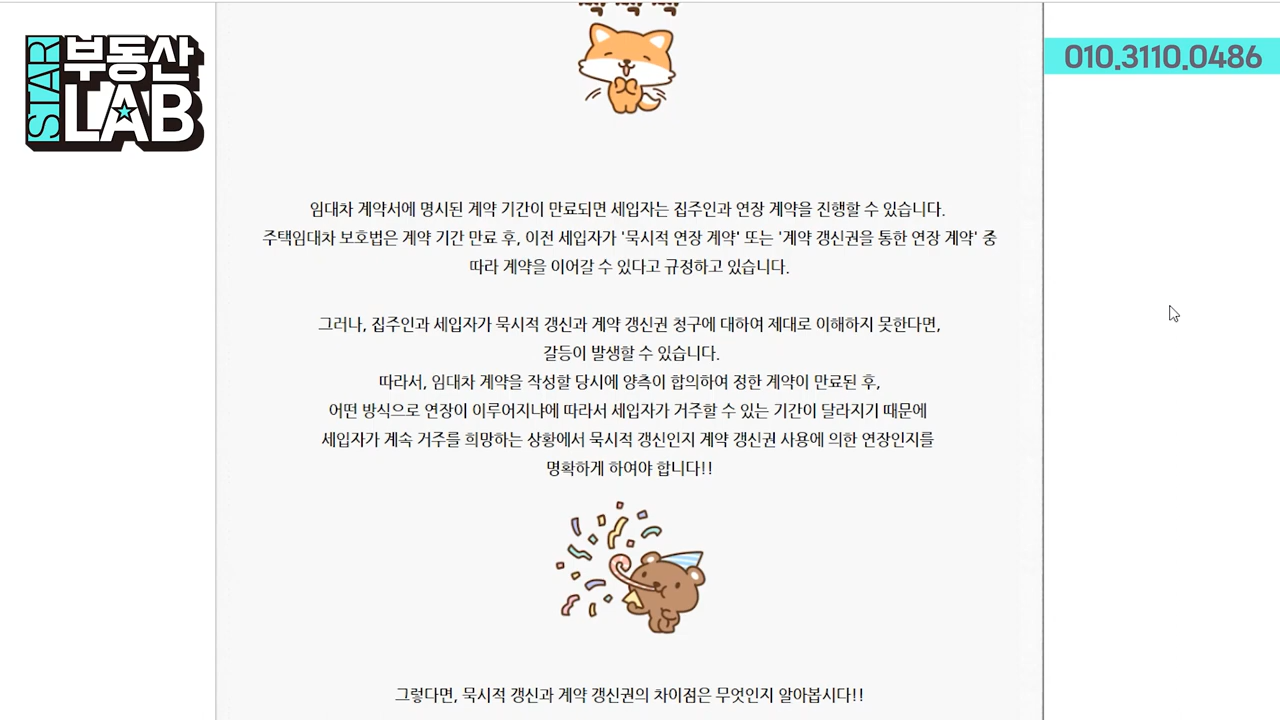 STAR
부동산
LAB
010.3110.0486
임대차 계약서에 명시된 계약 기간이 만료되면 세입자는 집주인과 연장 계약을 진행할 수 있습니다.
주택임대차 보호법은 계약 기간 만료 후, 이전 세입자가 '묵시적 연장 계약' 또는 '계약 갱신권을 통한 연장 계약' 중
따라 계약을 이어갈 수 있다고 규정하고 있습니다.
그러나, 집주인과 세입자가 묵시적 갱신과 계약 갱신권 청구에 대하여 제대로 이해하지 못한다면,
갈등이 발생할 수 있습니다.
따라서, 임대차 계약을 작성할 당시에 양측이 합의하여 정한 계약이 만료된 후,
어떤 방식으로 연장이 이루어지냐에 따라서 세입자가 거주할 수 있는 기간이 달라지기 때문에
세입자가 계속 거주를 희망하는 상황에서 묵시적 갱신인지 계약 갱신권 사용에 의한 연장인지를
명확하게 하여야 합니다!!
그렇다면, 묵시적 갱신과 계약 갱신권의 차이점은 무엇인지 알아봅시다!!